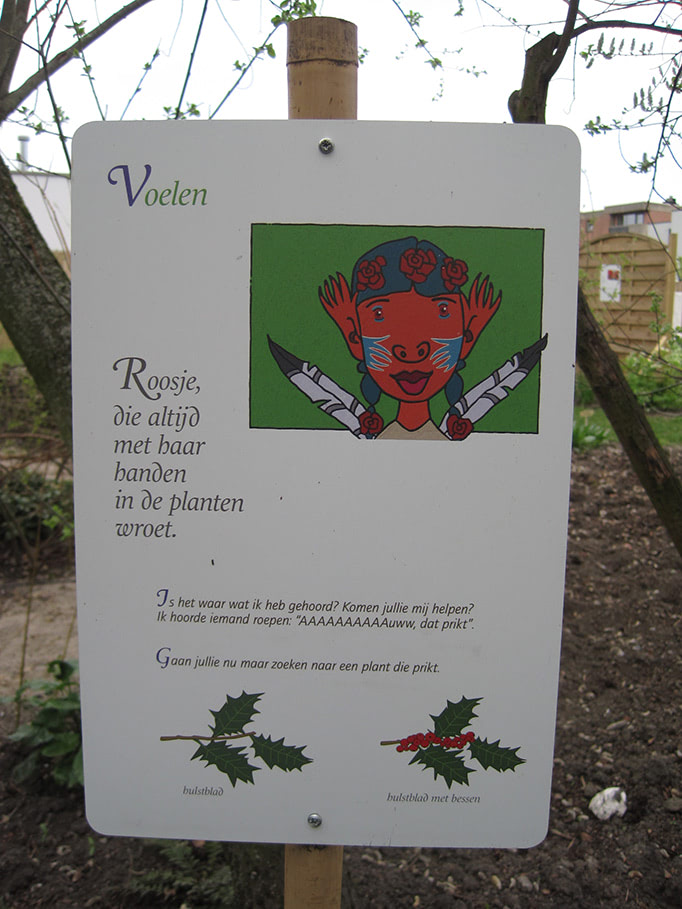 Voelen
Roosje,
die altijd
met haar
handen
in de planten
wroet.
Is het waar wat ik heb gehoord? Komen jullie mij helpen?
Ik hoorde iemand roepen: "AAAAAAAAAAuww, dat prikt".
Gaan jullie nu maar zoeken naar een plant die prikt.
hulstblad
hulstblad met bessen